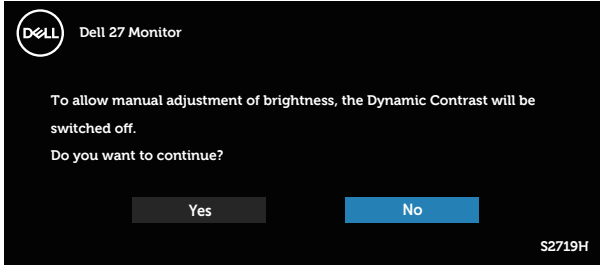 DELL
Dell 27 Monitor
To allow manual adjustment of brightness, the Dynamic Contrast will be
switched off.
Do you want to continue?
Yes No
S2719H